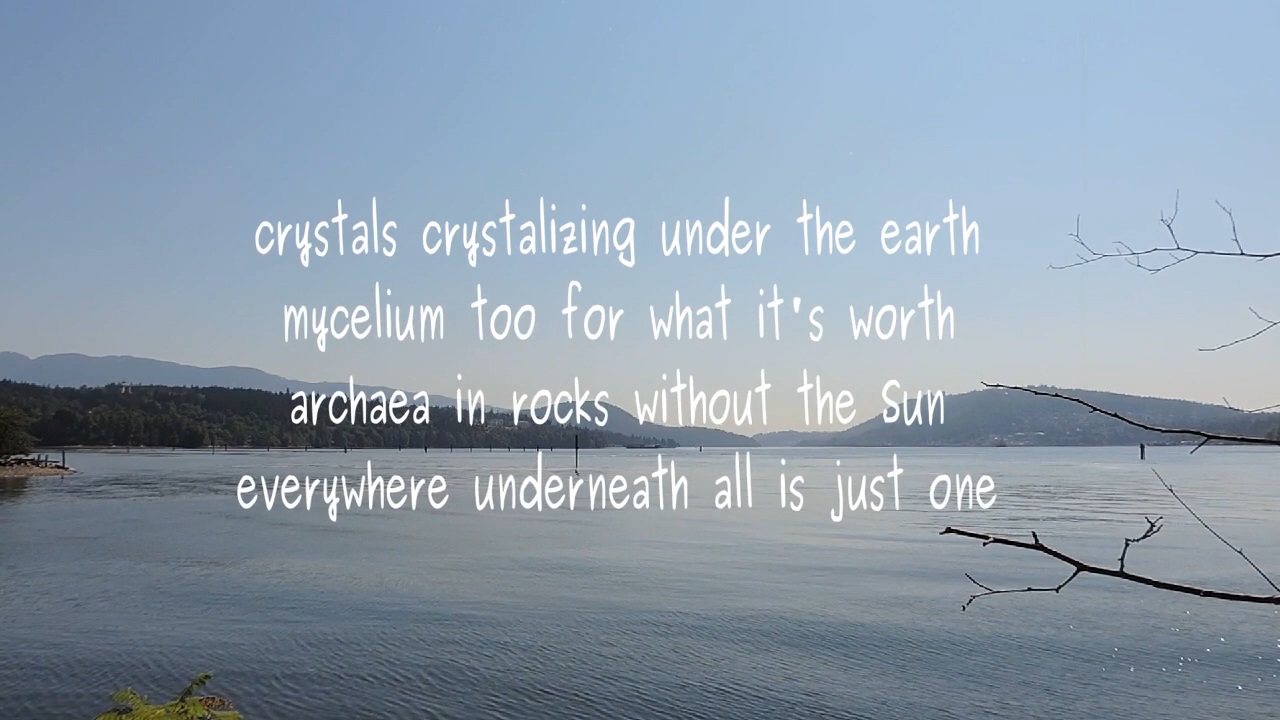 crystals crystalizing under the earth
mycelium too for what it's worth
archaea in rocks without the Sun
everywhere underneath all is just one